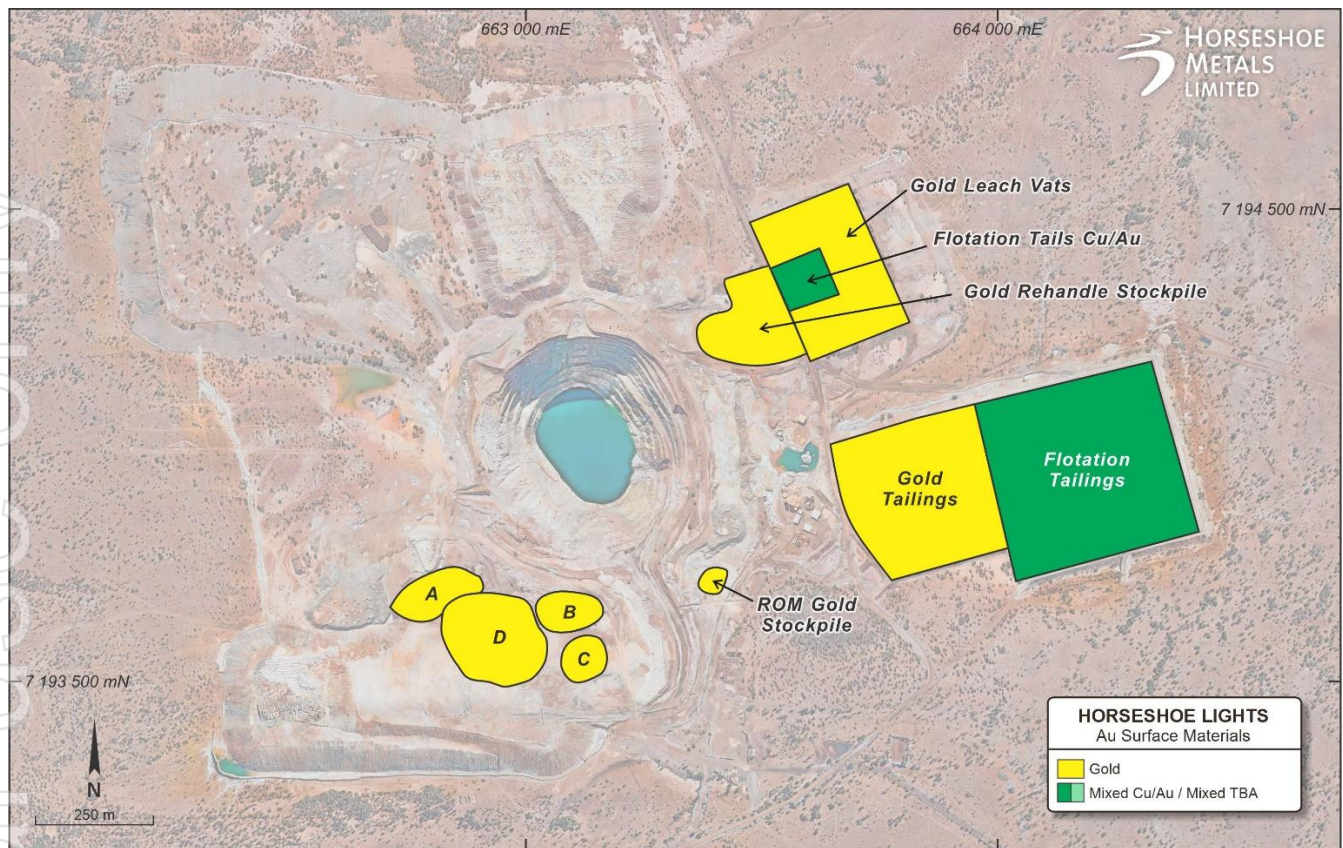 663 000 mE
664 000 mE
HORSESHOE
METALS
LIMITED
Gold Leach Vats
7 194 500 mN
Flotation Tails Cu/Au
Gold Rehandle Stockpile
Gold
Tailings
Flotation
Tailings
A
B
D
C
ROM Gold
Stockpile
7 193 500 mN
N
250 m
HORSESHOE LIGHTS
Au Surface Materials
Gold
Mixed Cu/Au / Mixed TBA